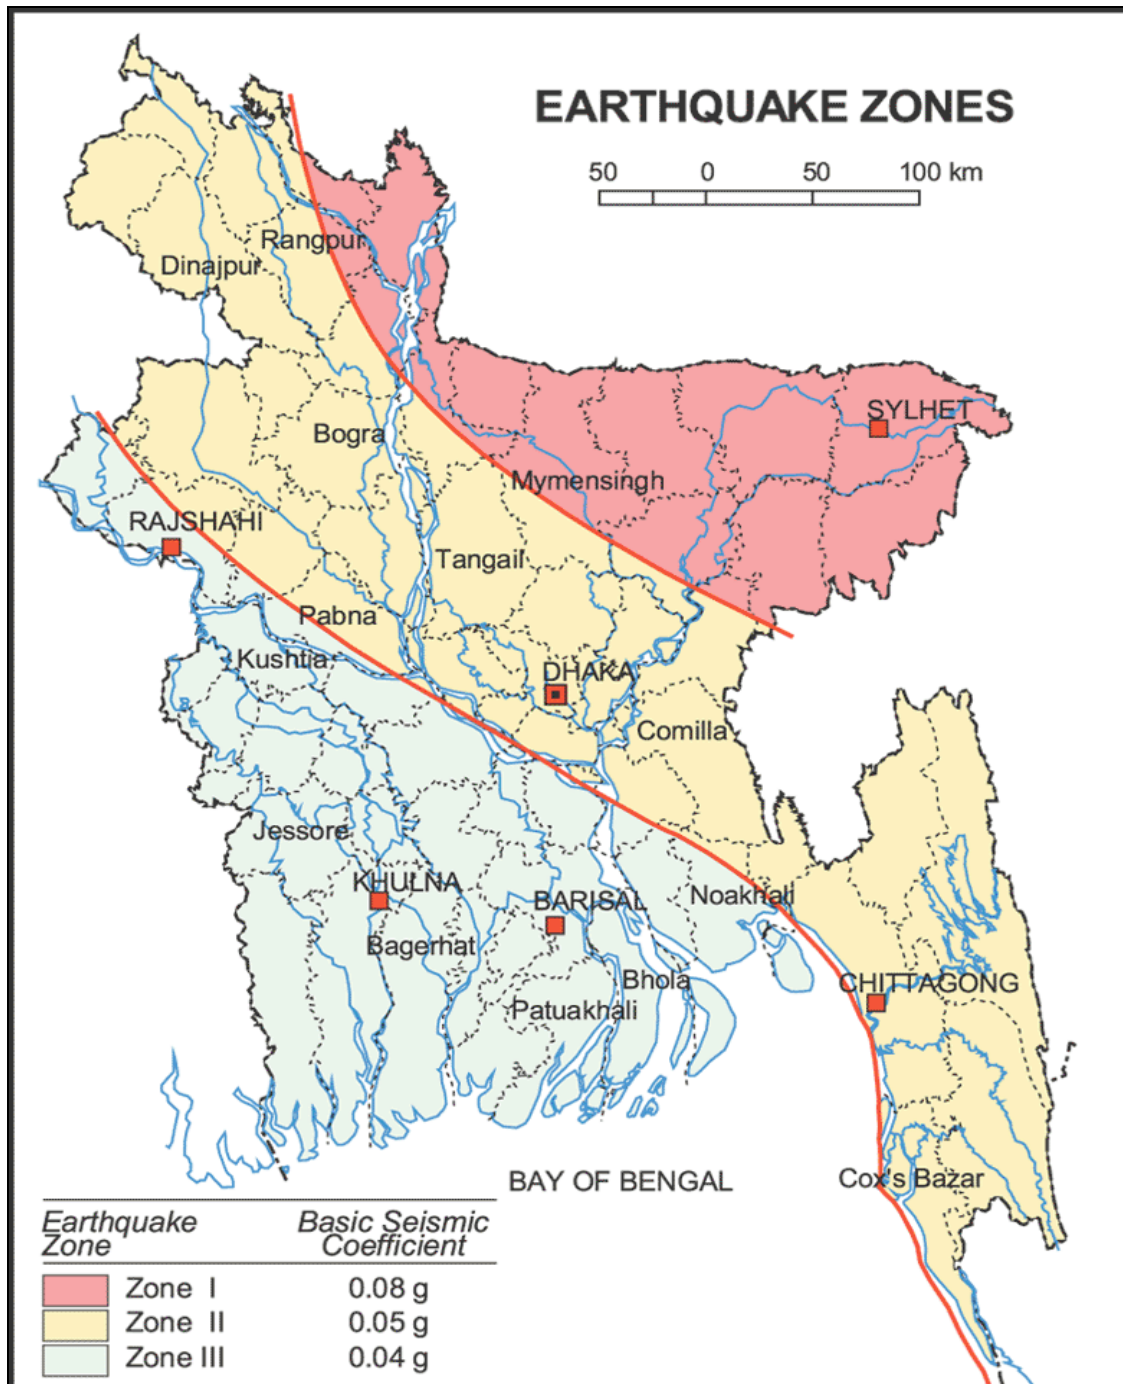 EARTHQUAKE ZONES
50 0 50 100 km
Rangpur
Dinajpur
SYLHET
Bogra
Mymensingh
RAJSHAHI
Tangail
Pabna
Kushtia
DHAKA
Comilla
Jessore
KHULNA
BARISAL
Noakhali
Bagerhat
Bhola
CHITTAGONG
Patuakhali
BAY OF BENGAL
Cox's Bazar
Earthquake Basic Seismic
Zone Coefficient
Zone I 0.08 g
Zone II 0.05 g
Zone III 0.04 g